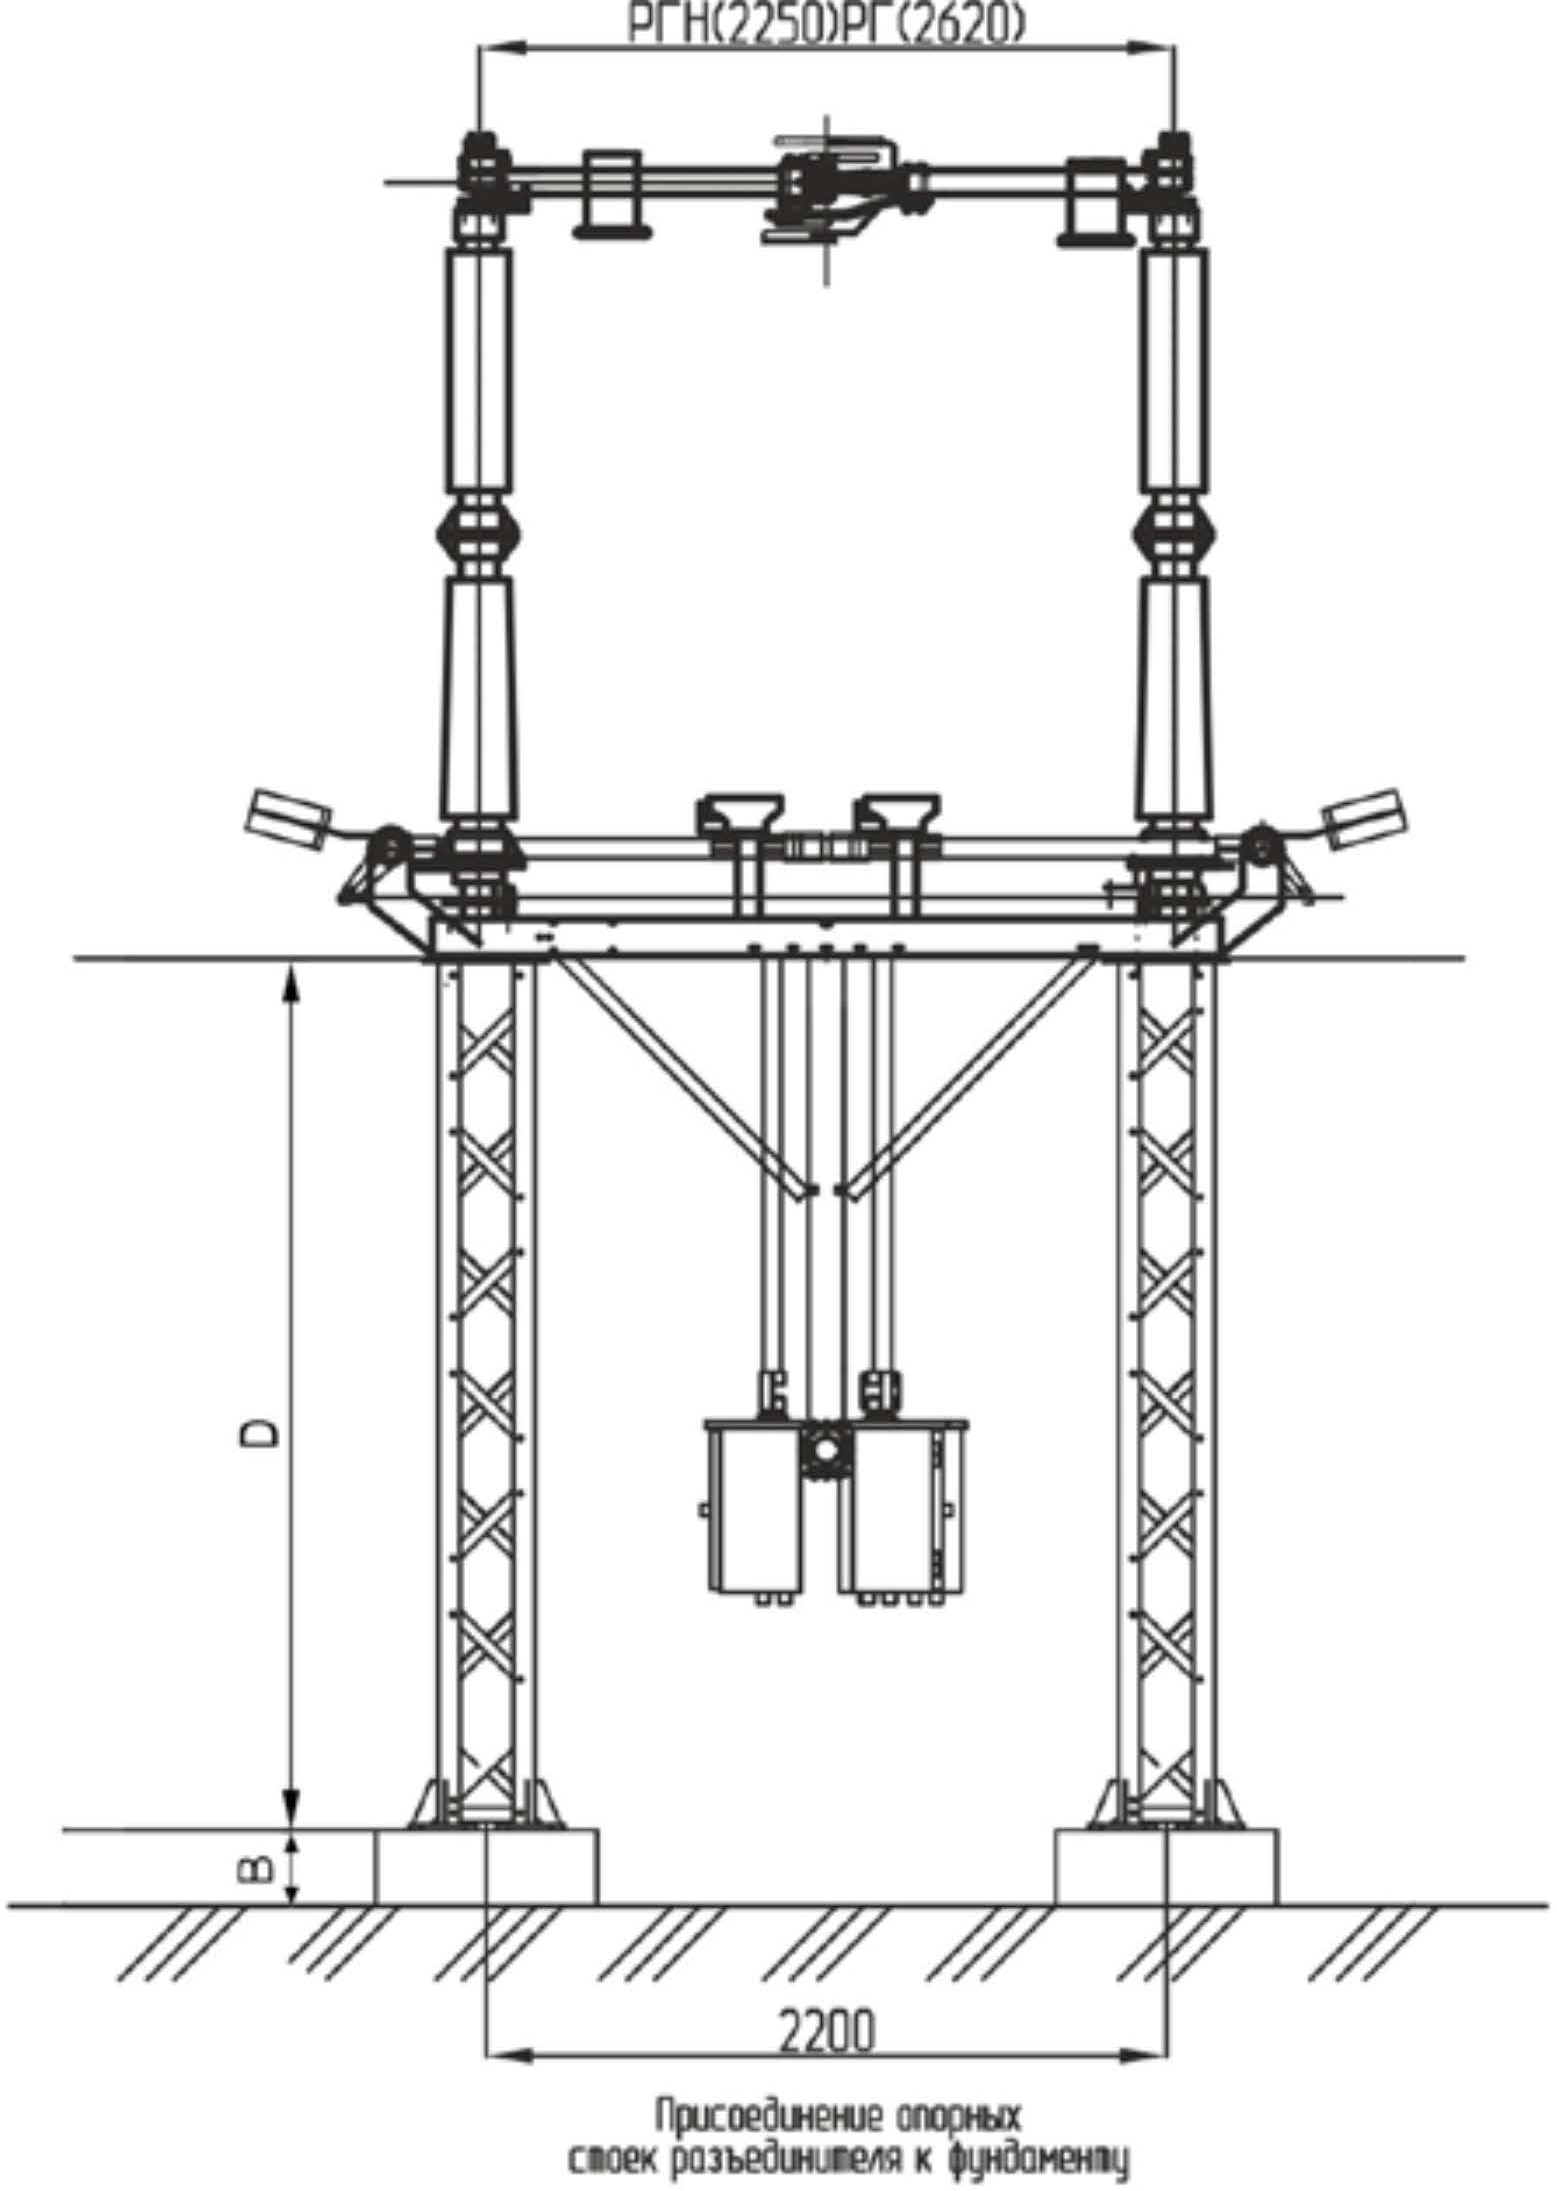 РГН(2250)РГ(2620)
D
B
2200
Присоединение опорных
стоек разъединителя к фундаменту